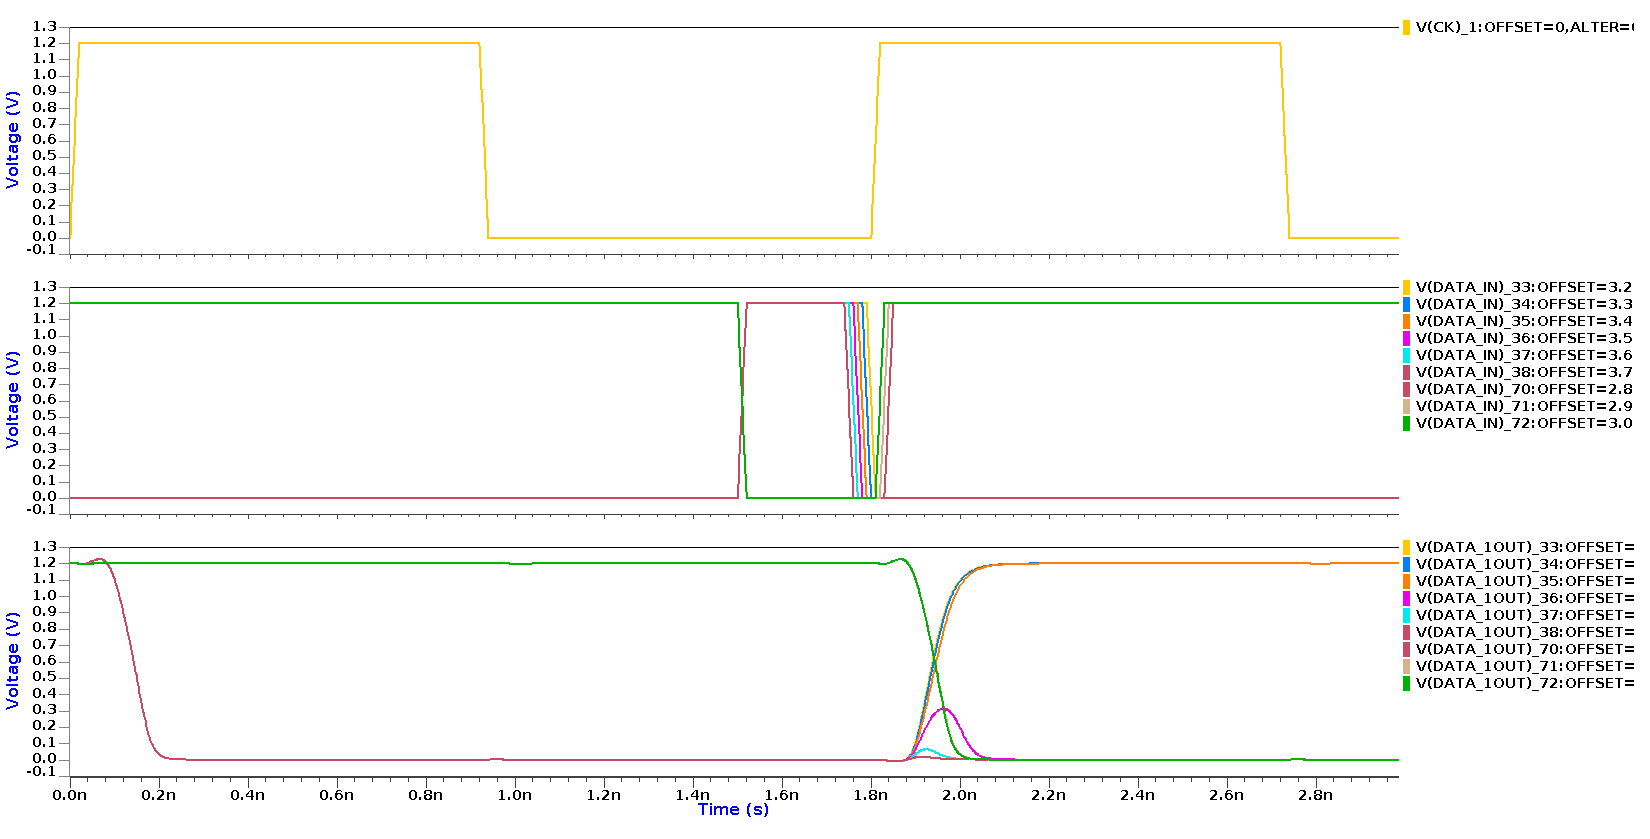 1.3
1.2
1.1
1.0
0.9
0.8
0.7
0.6
0.5
0.4
0.3
0.2
0.1
0.0
-0.1
Voltage (V)
V(CK)_1:OFFSET=0,ALTER=
1.3
1.2
1.1
1.0
0.9
0.8
0.7
0.6
0.5
0.4
0.3
0.2
0.1
0.0
-0.1
Voltage (V)
V(DATA_IN)_33:OFFSET=3.2
V(DATA_IN)_34:OFFSET=3.3
V(DATA_IN)_35:OFFSET=3.4
V(DATA_IN)_36:OFFSET=3.5
V(DATA_IN)_37:OFFSET=3.6
V(DATA_IN)_38:OFFSET=3.7
V(DATA_IN)_70:OFFSET=2.8
V(DATA_IN)_71:OFFSET=2.9
V(DATA_IN)_72:OFFSET=3.0
1.3
1.2
1.1
1.0
0.9
0.8
0.7
0.6
0.5
0.4
0.3
0.2
0.1
0.0
-0.1
Voltage (V)
V(DATA_1OUT)_33:OFFSET=
V(DATA_1OUT)_34:OFFSET=
V(DATA_1OUT)_35:OFFSET=
V(DATA_1OUT)_36:OFFSET=
V(DATA_1OUT)_37:OFFSET=
V(DATA_1OUT)_38:OFFSET=
V(DATA_1OUT)_70:OFFSET=
V(DATA_1OUT)_71:OFFSET=
V(DATA_1OUT)_72:OFFSET=
0.0n 0.2n 0.4n 0.6n 0.8n 1.0n 1.2n 1.4n 1.6n 1.8n 2.0n 2.2n 2.4n 2.6n 2.8n
Time (s)